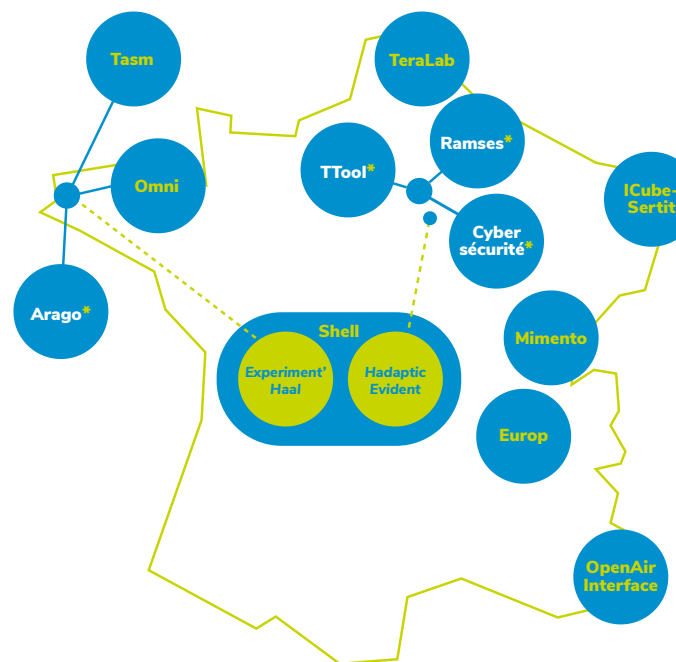 Tasm
TeraLab
Ramses*
TTool*
Omni
ICube-
Sertit
Cyber
sécurité*
Arago*
Shell
Mimento
Experiment’
Haal
Hadaptic
Evident
Europ
OpenAir
Interface